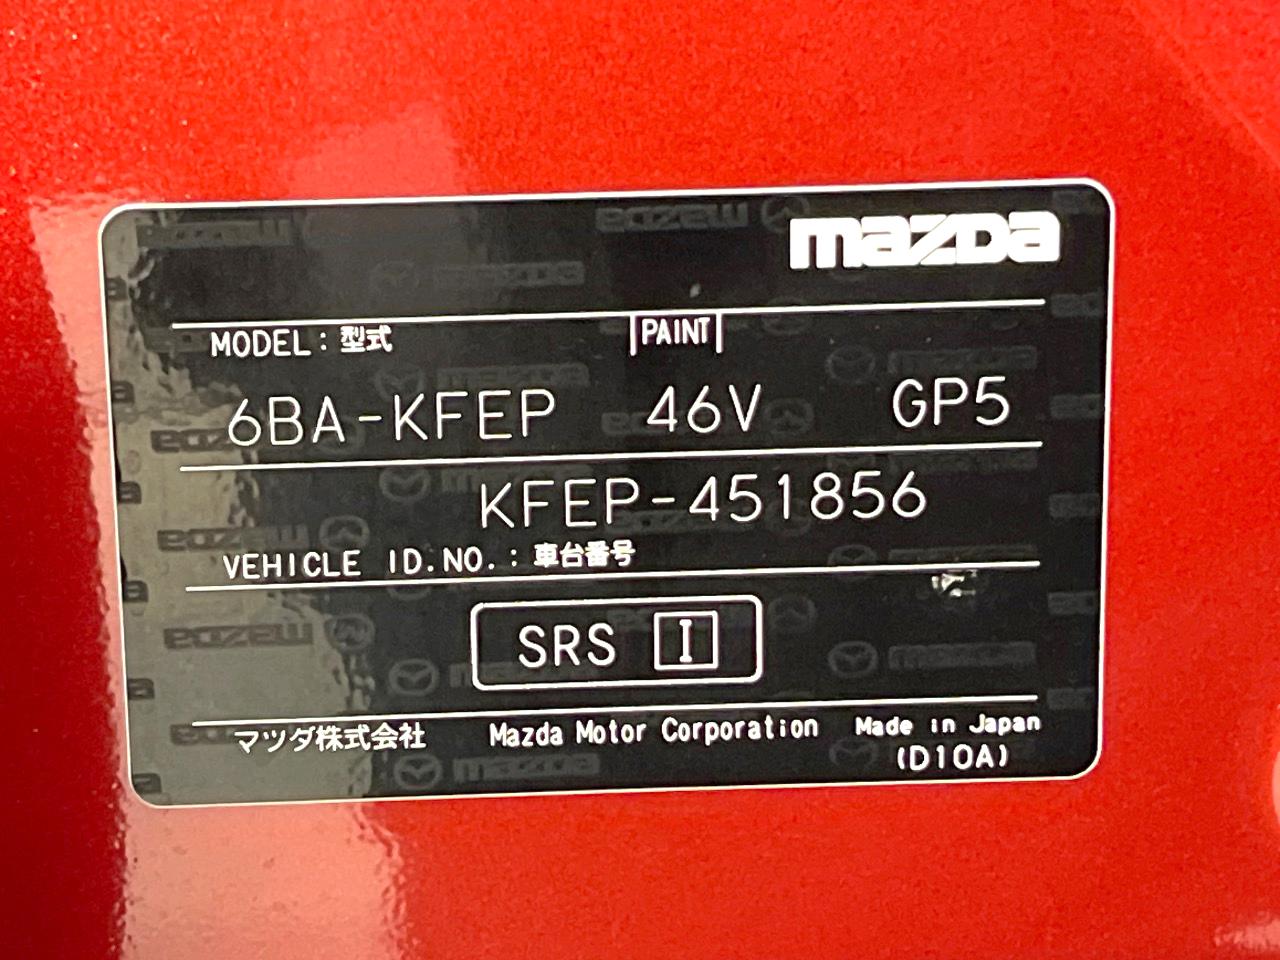 mazda
MODEL:型式 PAINT
6BA-KFEP 46V GP5
KFEP-451856
VEHICLE ID.NO.:車台番号
SRS I
マツダ株式会社 Mazda Motor Corporation Made in Japan
(D10A)